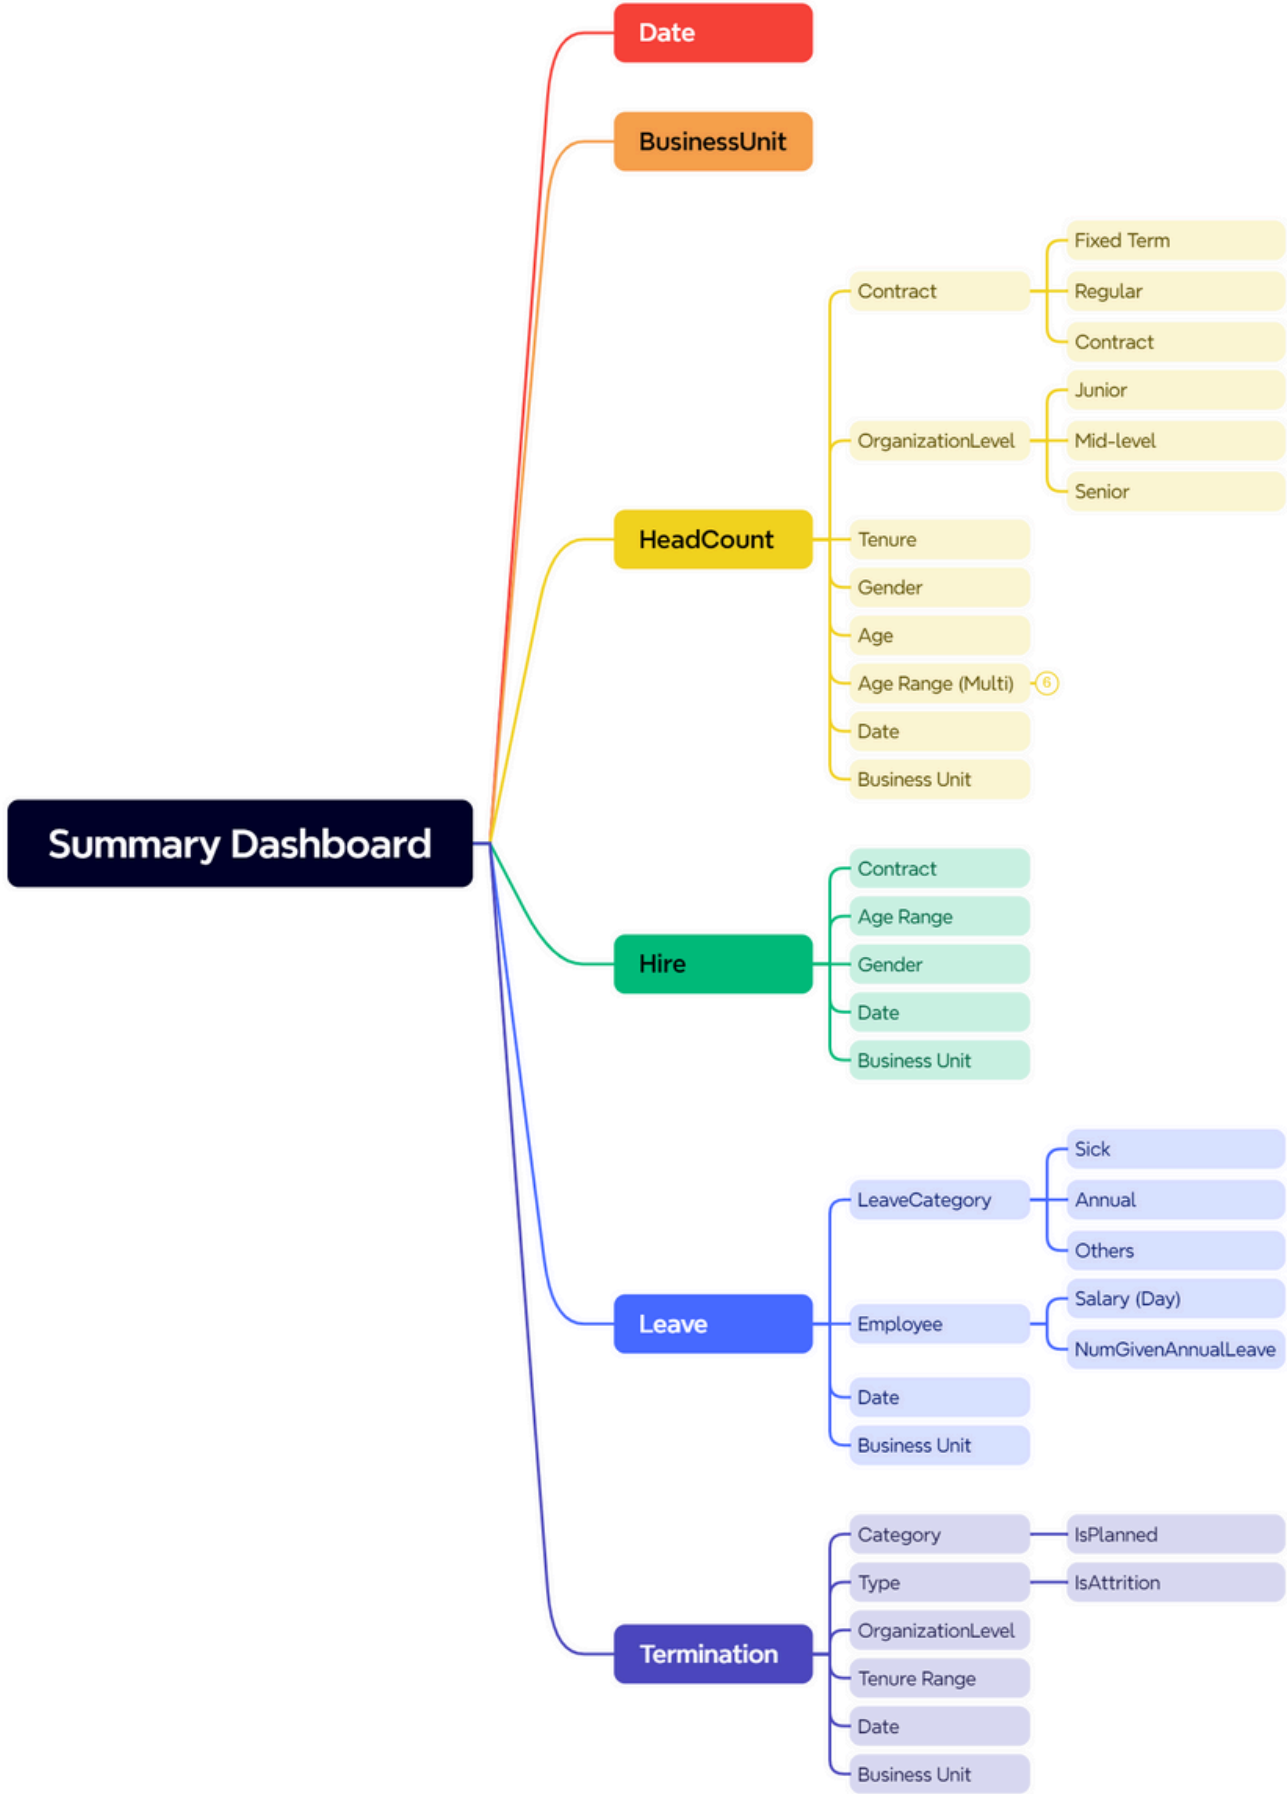 Date
BusinessUnit
Fixed Term
Contract
Regular
Contract
Junior
OrganizationLevel
Mid-level
Senior
HeadCount
Tenure
Gender
Age
Age Range (Multi)
6
Date
Business Unit
Summary Dashboard
Contract
Age Range
Hire
Gender
Date
Business Unit
Sick
LeaveCategory
Annual
Others
Salary (Day)
Leave
Employee
NumGivenAnnualLeave
Date
Business Unit
Category
IsPlanned
Type
IsAttrition
OrganizationLevel
Termination
Tenure Range
Date
Business Unit